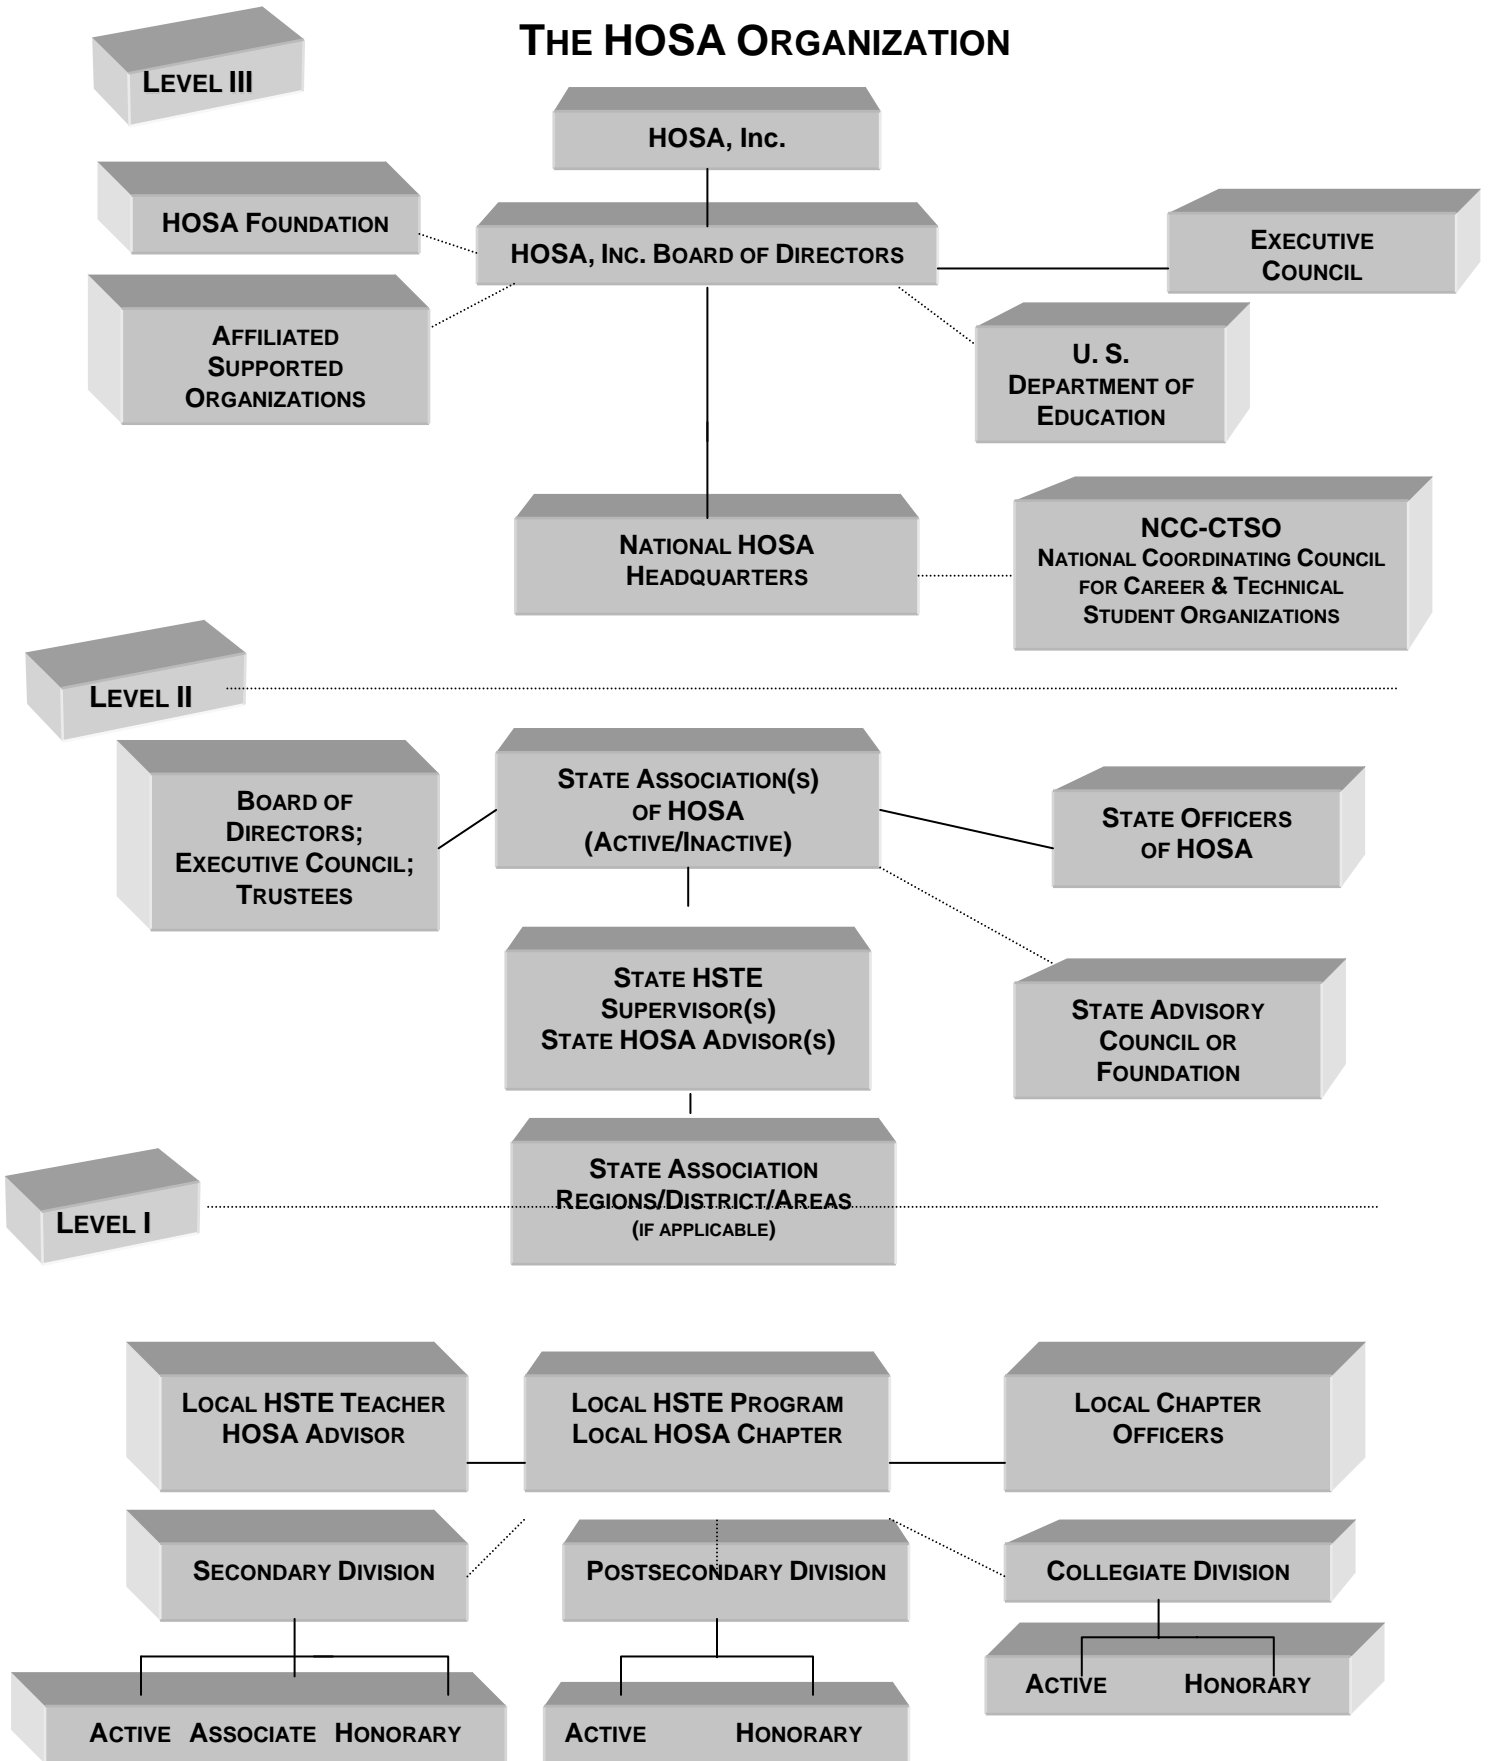 THE HOSA ORGANIZATION
LEVEL III
HOSA, Inc.
HOSA FOUNDATION
HOSA, INC. BOARD OF DIRECTORS
EXECUTIVE
COUNCIL
AFFILIATED
SUPPORTED
ORGANIZATIONS
U. S.
DEPARTMENT OF
EDUCATION
NATIONAL HOSA
HEADQUARTERS
NCC-CTSO
NATIONAL COORDINATING COUNCIL
FOR CAREER & TECHNICAL
STUDENT ORGANIZATIONS
LEVEL II
BOARD OF
DIRECTORS;
EXECUTIVE COUNCIL;
TRUSTEES
STATE ASSOCIATION(S)
OF HOSA
(ACTIVE/INACTIVE)
STATE OFFICERS
OF HOSA
STATE HSTE
SUPERVISOR(S)
STATE HOSA ADVISOR(S)
STATE ADVISORY
COUNCIL OR
FOUNDATION
STATE ASSOCIATION
REGIONS/DISTRICT/AREAS
(IF APPLICABLE)
LEVEL I
LOCAL HSTE TEACHER
HOSA ADVISOR
LOCAL HSTE PROGRAM
LOCAL HOSA CHAPTER
LOCAL CHAPTER
OFFICERS
SECONDARY DIVISION
POSTSECONDARY DIVISION
COLLEGIATE DIVISION
ACTIVE ASSOCIATE HONORARY
ACTIVE HONORARY
ACTIVE HONORARY